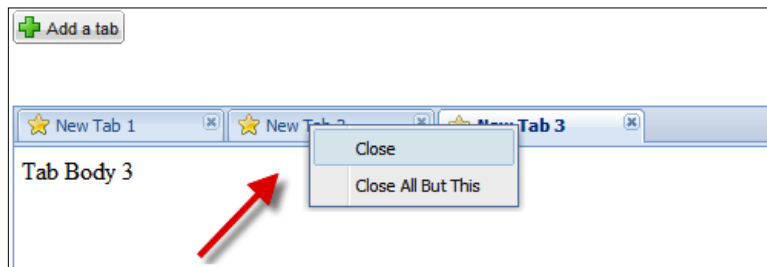 Add a tab
New Tab 1 New Tab 3
Close
Tab Body 3
Close All But This